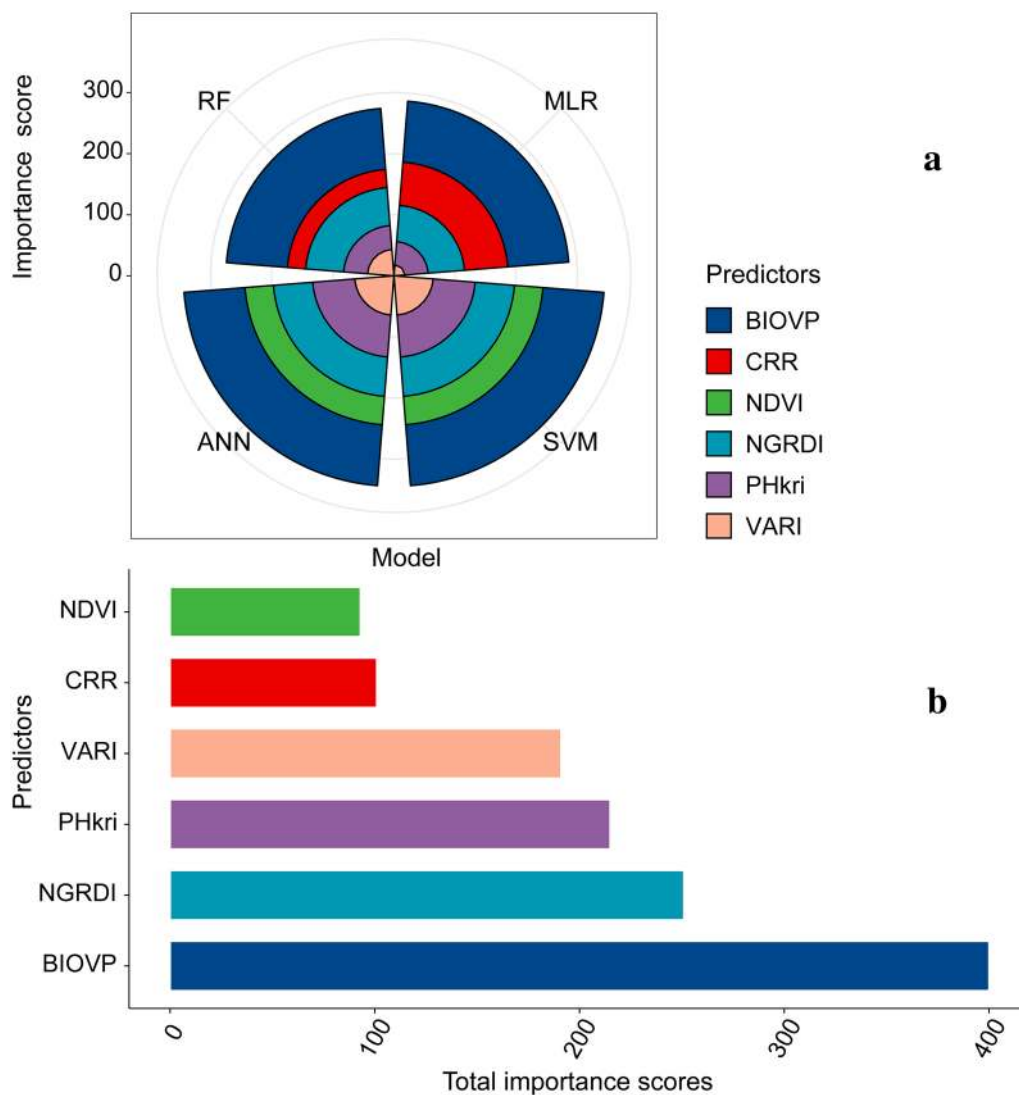 Importance score
300
200
100
0
RF
MLR
ANN
SVM
Model
a
Predictors
BIOVP
CRR
NDVI
NGRDI
PHkri
VARI
Predictors
NDVI
CRR
VARI
PHkri
NGRDI
BIOVP
b
0
100
200
300
400
Total importance scores